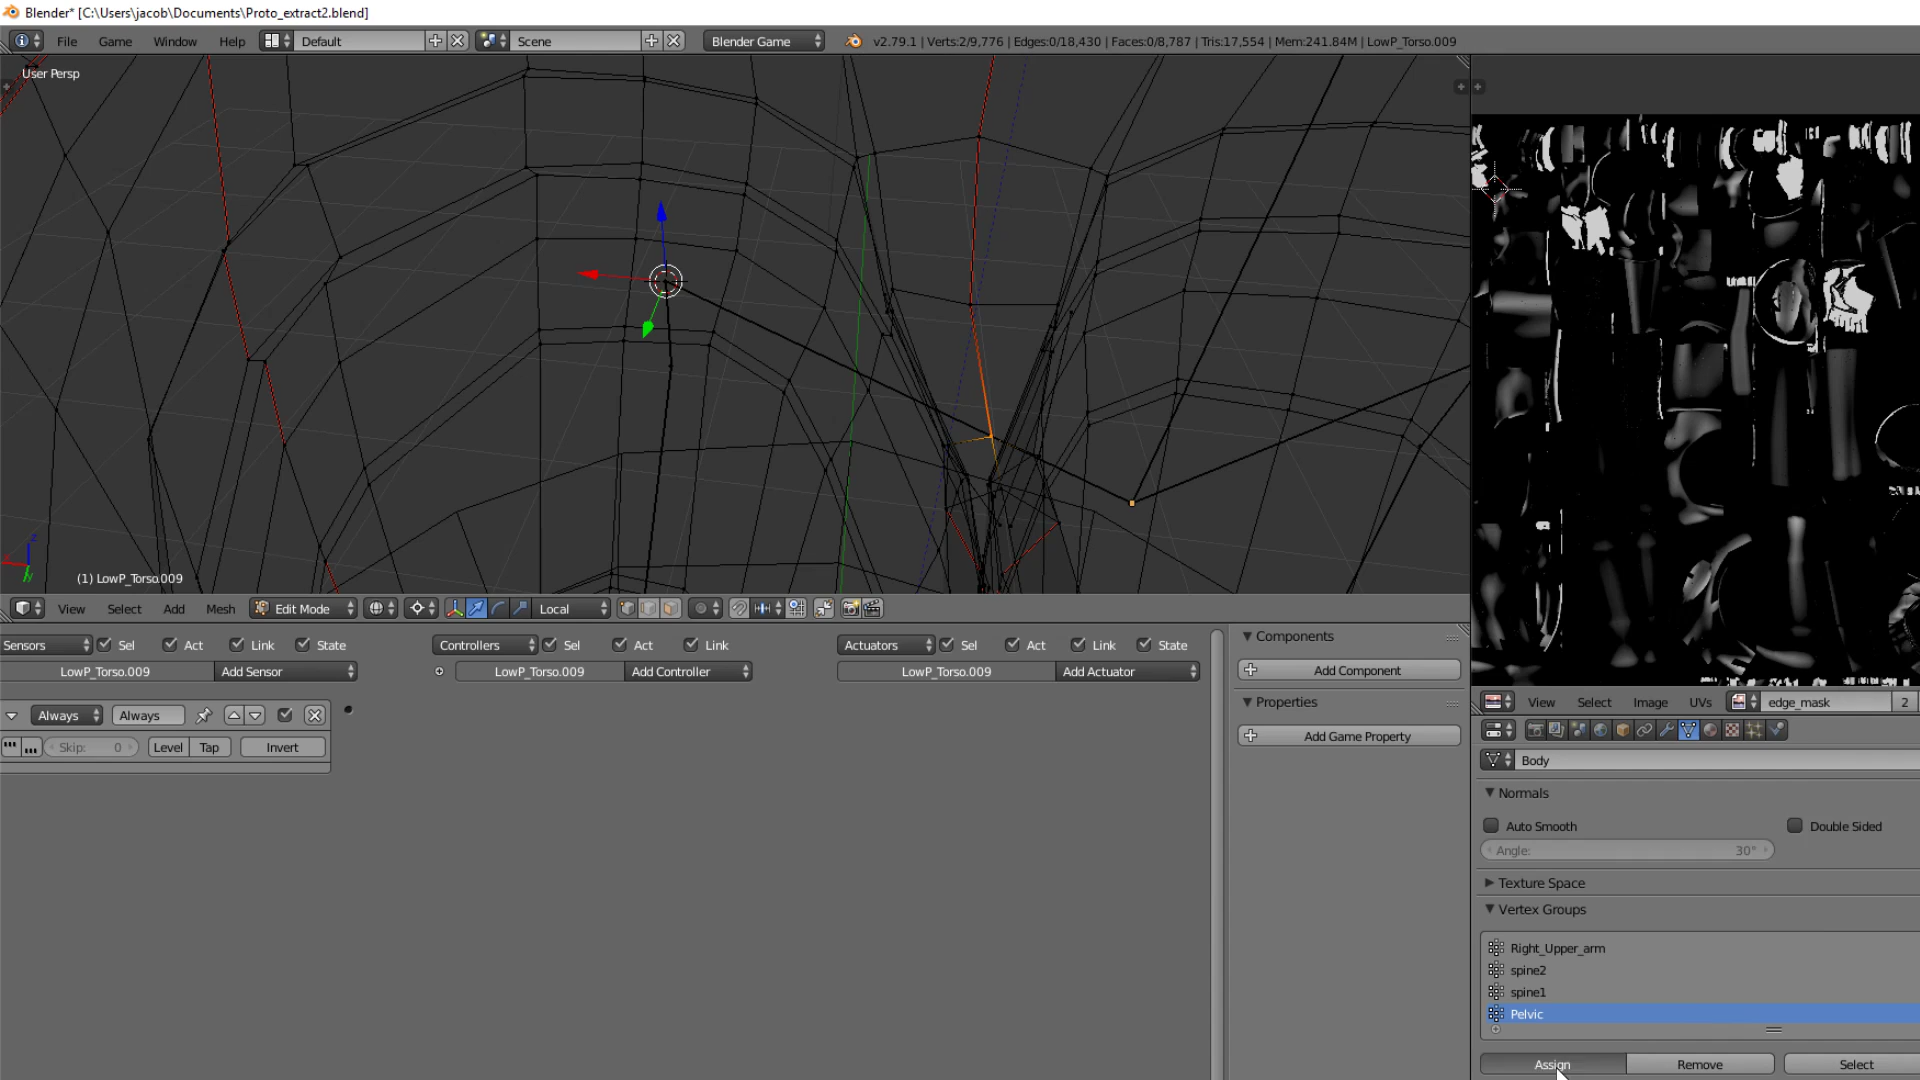 Blender* [C:\Users\jacob\Documents\Proto_extract2.blend]
File Game Window Help Default Scene Blender Game v2.79.1 | Verts:2/9,776 | Edges:0/18,430 | Faces:0/8,787 | Tris:17,554 | Mem:241.84M | LowP_Torso.009
User Persp
z
x
y
(1) LowP_Torso.009
View Select Add Mesh Edit Mode Local
Sensors Sel Act Link State Controllers Sel Act Link Actuators Sel Act Link State
LowP_Torso.009 Add Sensor LowP_Torso.009 Add Controller LowP_Torso.009 Add Actuator
Always Always
Skip: 0 Level Tap Invert
Components
Add Component
Properties
Add Game Property
View Select Image UVs edge_mask 2
Body
Normals
Auto Smooth Double Sided
Angle: 30°
Texture Space
Vertex Groups
Right_Upper_arm
spine2
spine1
Pelvic
Assign Remove Select